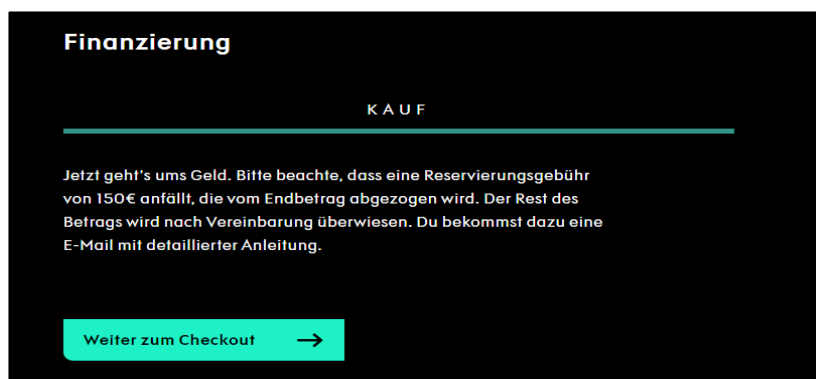 Finanzierung
KAUF
Jetzt geht's ums Geld. Bitte beachte, dass eine Reservierungsgebühr
von 150€ anfällt, die vom Endbetrag abgezogen wird. Der Rest des
Betrags wird nach Vereinbarung überwiesen. Du bekommst dazu eine
E-Mail mit detaillierter Anleitung.
Weiter zum Checkout